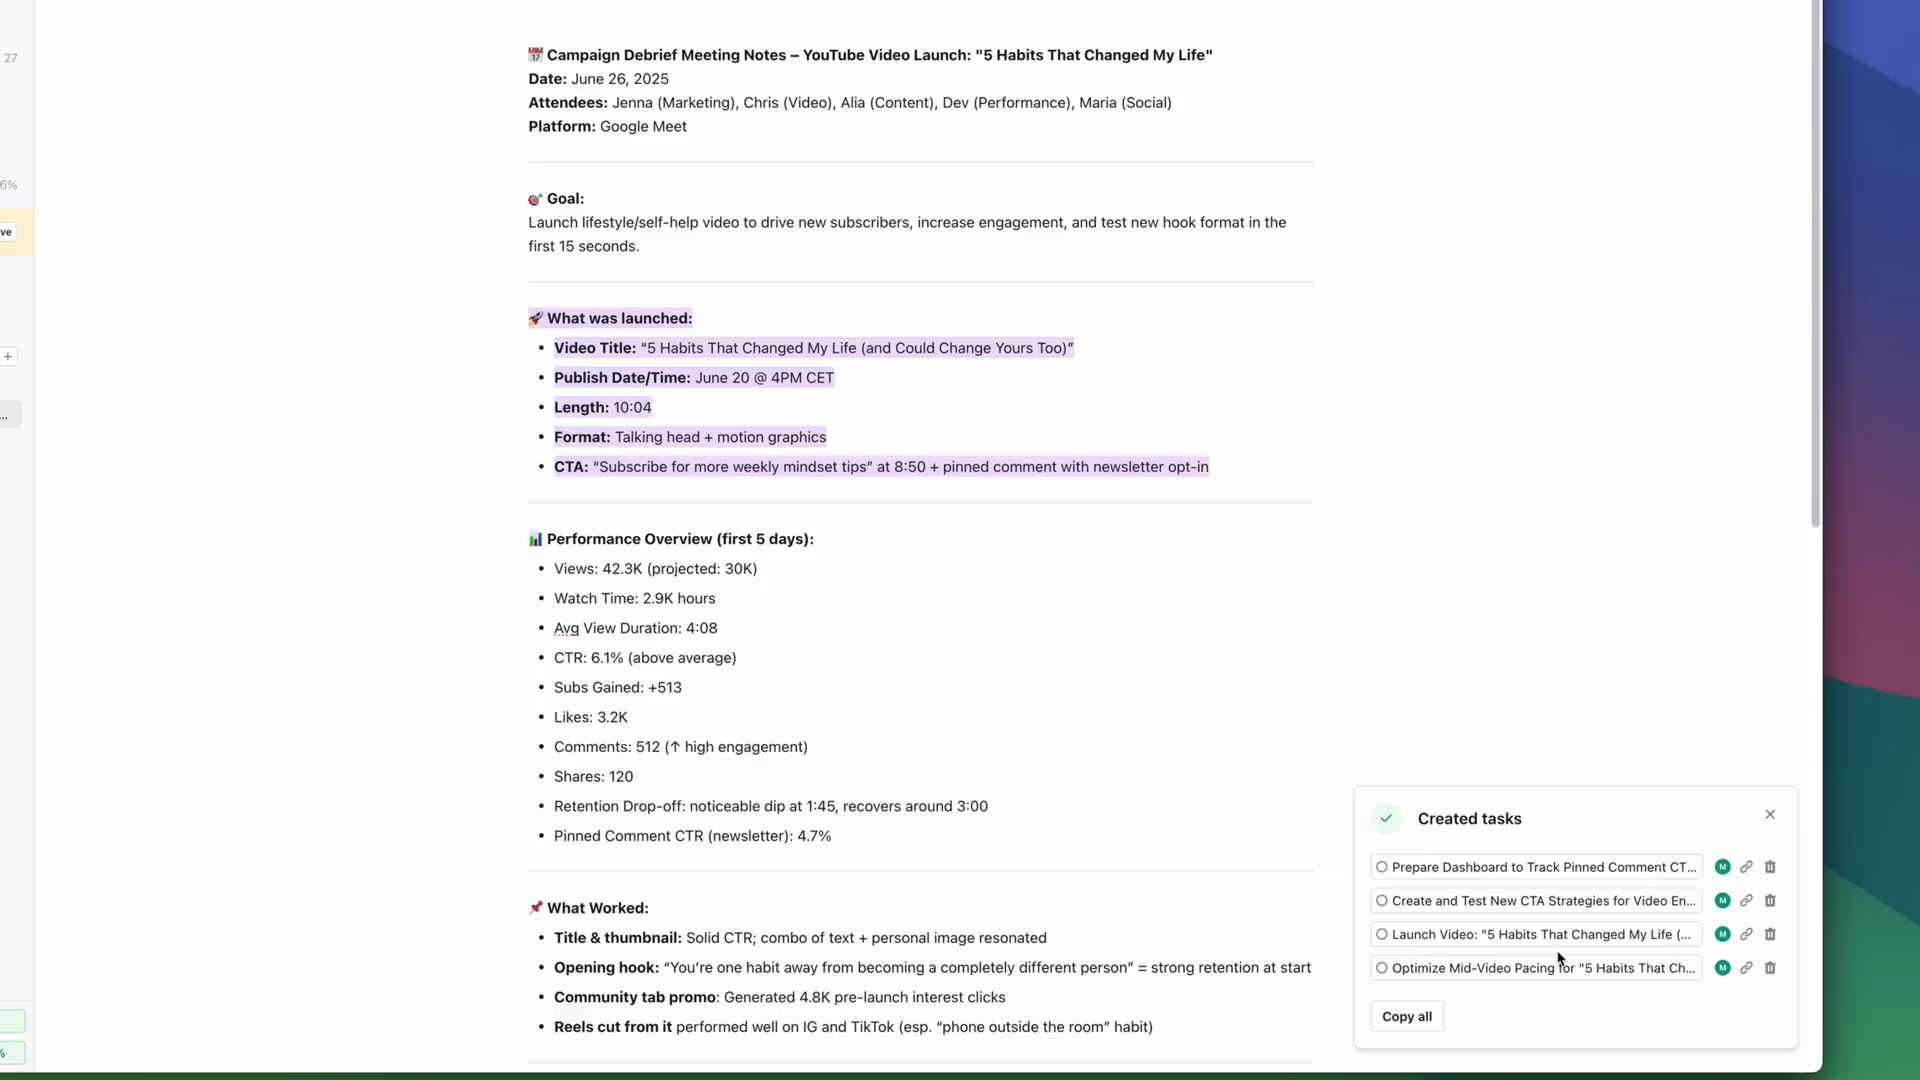 27
6%
ve
...
%
📅 Campaign Debrief Meeting Notes – YouTube Video Launch: "5 Habits That Changed My Life"
Date: June 26, 2025
Attendees: Jenna (Marketing), Chris (Video), Alia (Content), Dev (Performance), Maria (Social)
Platform: Google Meet
🎯 Goal:
Launch lifestyle/self-help video to drive new subscribers, increase engagement, and test new hook format in the
first 15 seconds.
🚀 What was launched:
• Video Title: “5 Habits That Changed My Life (and Could Change Yours Too)”
• Publish Date/Time: June 20 @ 4PM CET
• Length: 10:04
• Format: Talking head + motion graphics
• CTA: “Subscribe for more weekly mindset tips” at 8:50 + pinned comment with newsletter opt-in
📊 Performance Overview (first 5 days):
• Views: 42.3K (projected: 30K)
• Watch Time: 2.9K hours
• Avg View Duration: 4:08
• CTR: 6.1% (above average)
• Subs Gained: +513
• Likes: 3.2K
• Comments: 512 (↑ high engagement)
• Shares: 120
• Retention Drop-off: noticeable dip at 1:45, recovers around 3:00
• Pinned Comment CTR (newsletter): 4.7%
📌 What Worked:
• Title & thumbnail: Solid CTR; combo of text + personal image resonated
• Opening hook: “You’re one habit away from becoming a completely different person” = strong retention at start
• Community tab promo: Generated 4.8K pre-launch interest clicks
• Reels cut from it performed well on IG and TikTok (esp. “phone outside the room” habit)
Created tasks
Prepare Dashboard to Track Pinned Comment CT... M
Create and Test New CTA Strategies for Video En... M
Launch Video: "5 Habits That Changed My Life (... M
Optimize Mid-Video Pacing for "5 Habits That Ch... M
Copy all